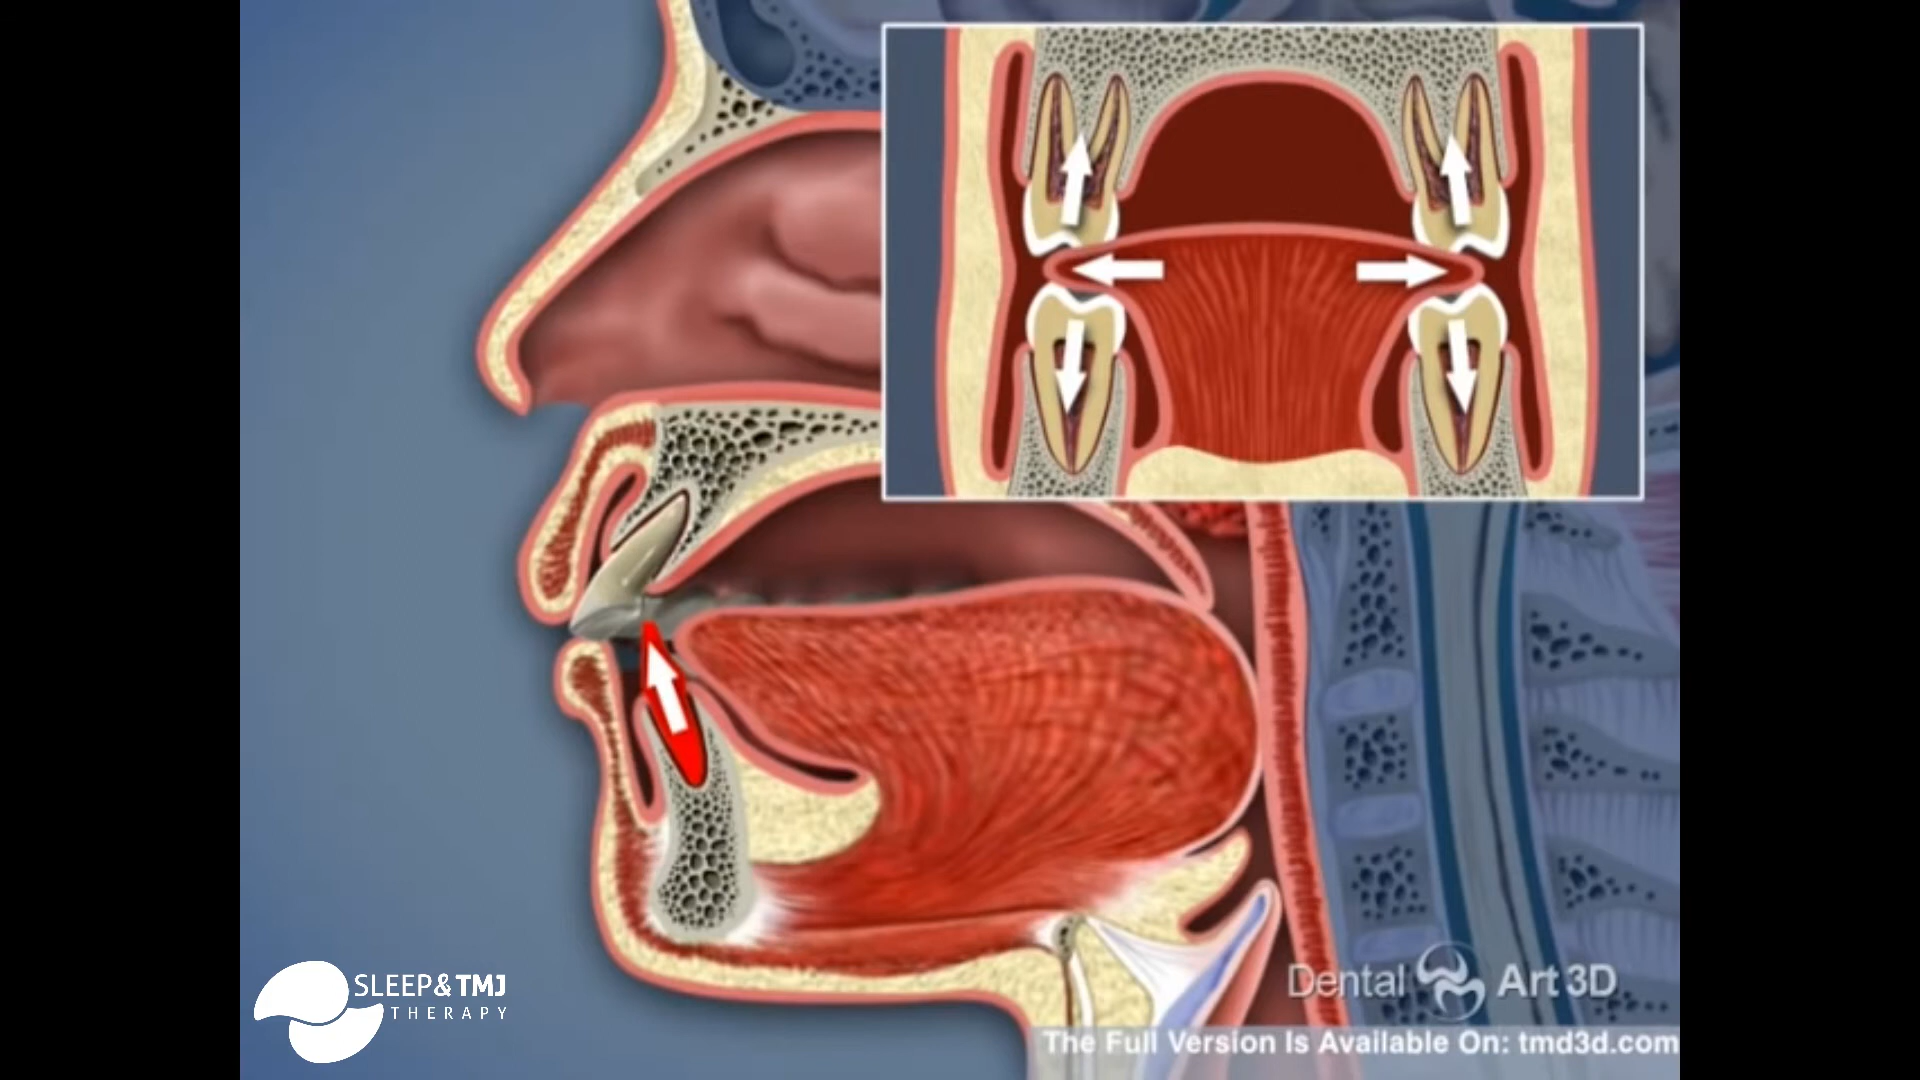 SLEEP&TMJ
THERAPY
Dental Art 3D
The Full Version Is Available On: tmd3d.com